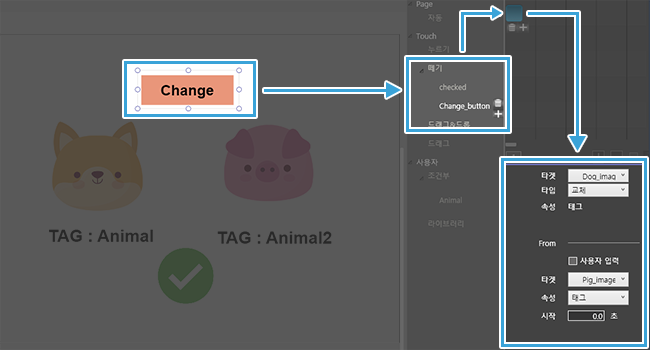 Change
TAG : Animal
TAG : Animal2
Page
자동
Touch
누르기
떼기
checked
Change_button
드래그&드롭
드래그
사용자
조건부
Animal
라이브러리
타겟 Dog_imag
타입 교체
속성 태그
From
사용자 입력
타겟 Pig_image
속성 태그
시작 0.0 초